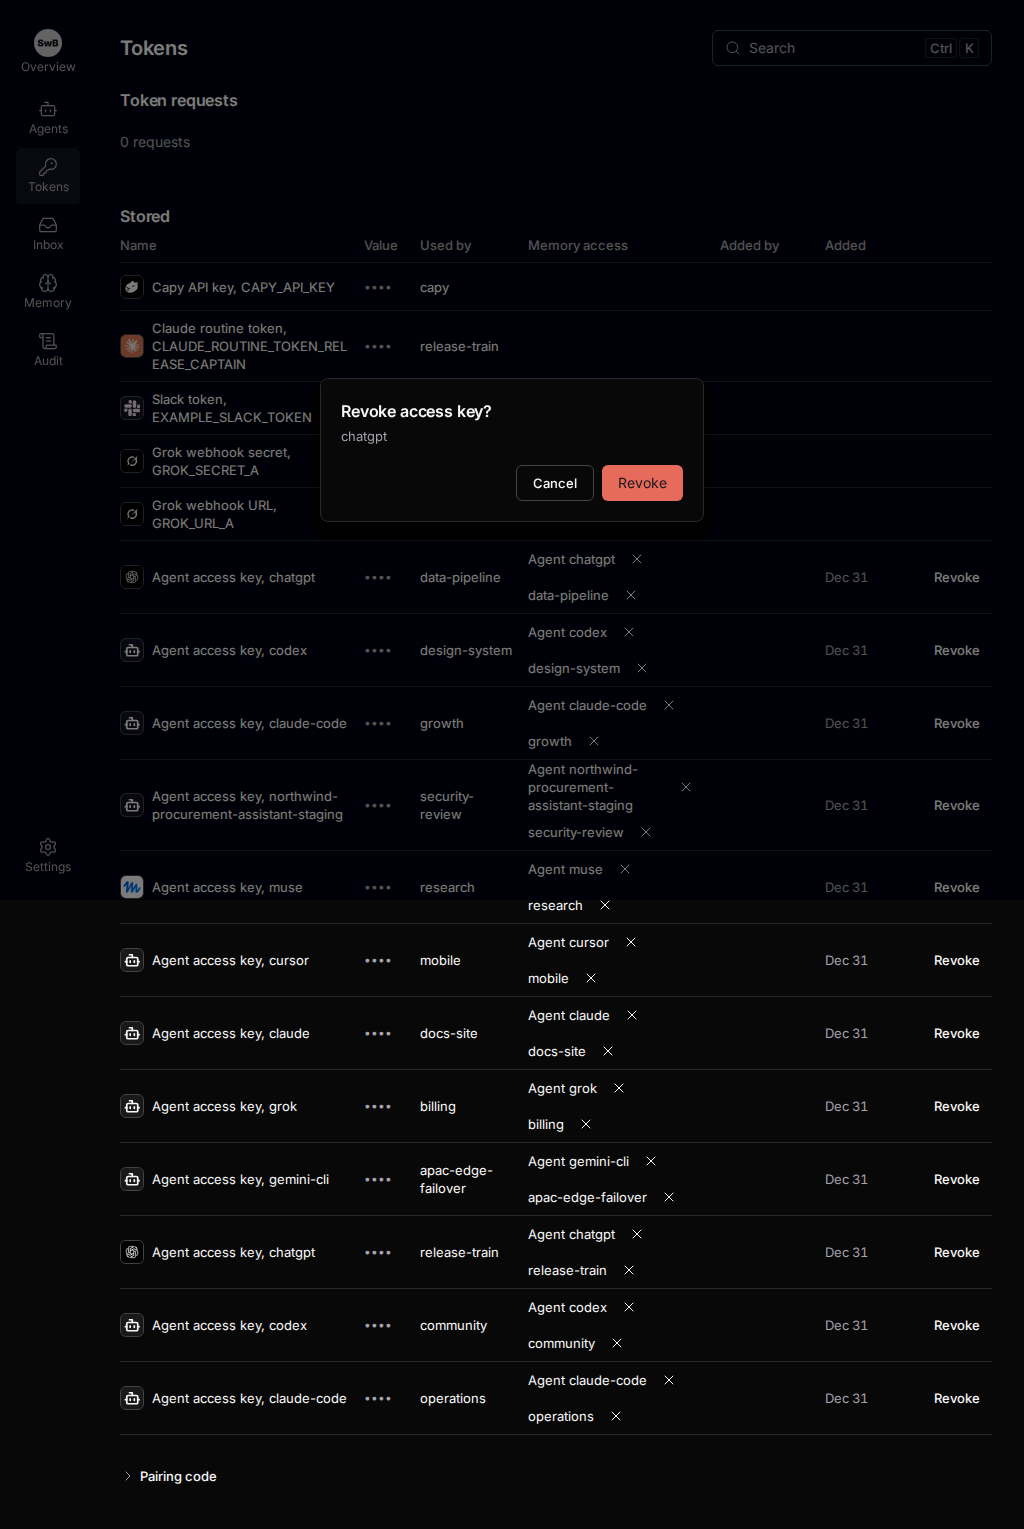 SwB
Overview
Agents
Tokens
Inbox
Memory
Audit
Settings
Tokens
Search
Ctrl K
Token requests
0 requests
Stored
Name Value Used by Memory access Added by Added
Capy API key, CAPY_API_KEY •••• capy
Claude routine token,
CLAUDE_ROUTINE_TOKEN_REL
EASE_CAPTAIN
•••• release-train
Slack token,
EXAMPLE_SLACK_TOKEN
Grok webhook secret,
GROK_SECRET_A
Grok webhook URL,
GROK_URL_A
Revoke access key?
chatgpt
Cancel
Revoke
Agent access key, chatgpt •••• data-pipeline
Agent chatgpt
data-pipeline
Dec 31 Revoke
Agent access key, codex •••• design-system
Agent codex
design-system
Dec 31 Revoke
Agent access key, claude-code •••• growth
Agent claude-code
growth
Dec 31 Revoke
Agent access key, northwind-
procurement-assistant-staging
••••
security-
review
Agent northwind-
procurement-
assistant-staging
security-review
Dec 31 Revoke
Agent access key, muse •••• research
Agent muse
research
Dec 31 Revoke
Agent access key, cursor •••• mobile
Agent cursor
mobile
Dec 31 Revoke
Agent access key, claude •••• docs-site
Agent claude
docs-site
Dec 31 Revoke
Agent access key, grok •••• billing
Agent grok
billing
Dec 31 Revoke
Agent access key, gemini-cli ••••
apac-edge-
failover
Agent gemini-cli
apac-edge-failover
Dec 31 Revoke
Agent access key, chatgpt •••• release-train
Agent chatgpt
release-train
Dec 31 Revoke
Agent access key, codex •••• community
Agent codex
community
Dec 31 Revoke
Agent access key, claude-code •••• operations
Agent claude-code
operations
Dec 31 Revoke
Pairing code